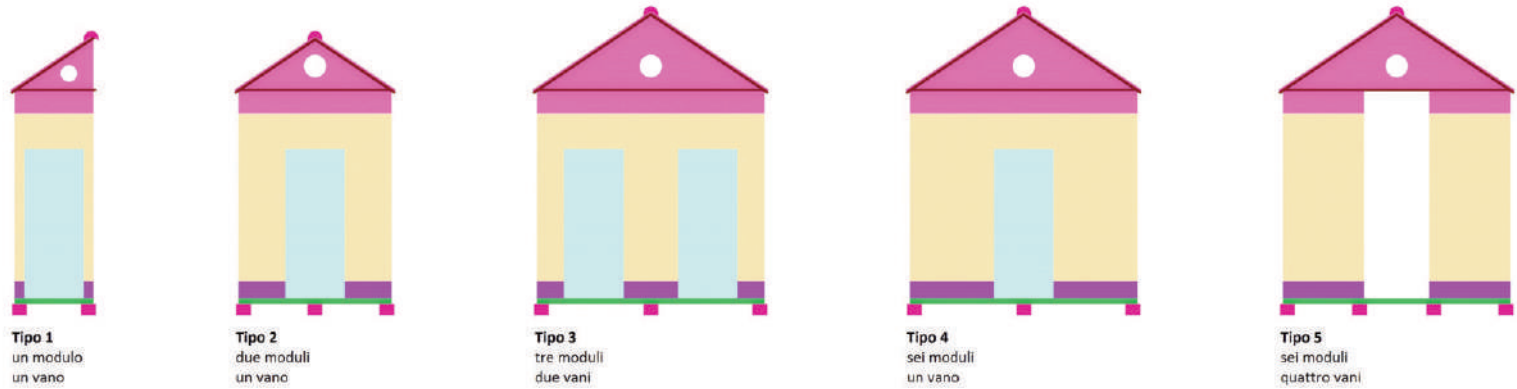 Tipo 1
un modulo
un vano
Tipo 2
due moduli
un vano
Tipo 3
tre moduli
due vani
Tipo 4
sei moduli
un vano
Tipo 5
sei moduli
quattro vani